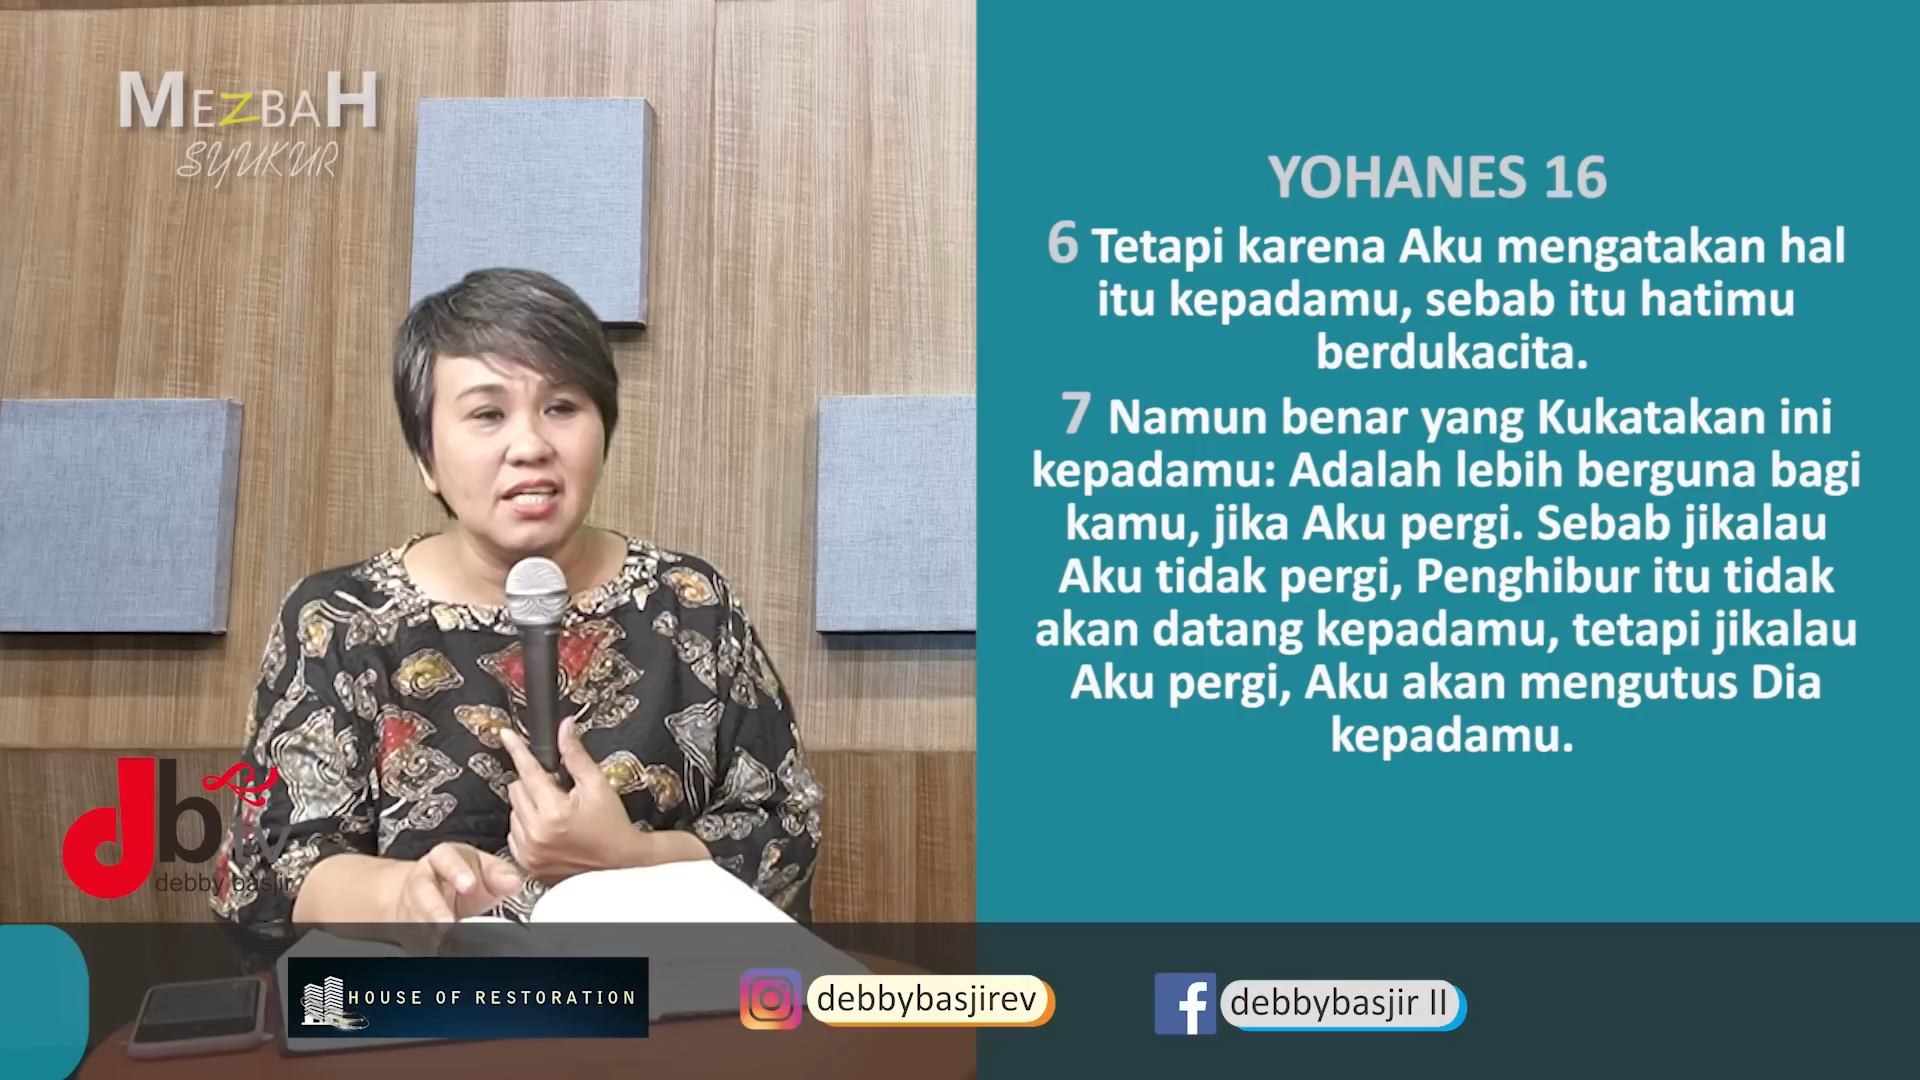 MEZBAH
SYUKUR
YOHANES 16
6 Tetapi karena Aku mengatakan hal
itu kepadamu, sebab itu hatimu
berdukacita.
7 Namun benar yang Kukatakan ini
kepadamu: Adalah lebih berguna bagi
kamu, jika Aku pergi. Sebab jikalau
Aku tidak pergi, Penghibur itu tidak
akan datang kepadamu, tetapi jikalau
Aku pergi, Aku akan mengutus Dia
kepadamu.
db tv
debby basjir
HOUSE OF RESTORATION
debbybasjirev
debbybasjir II